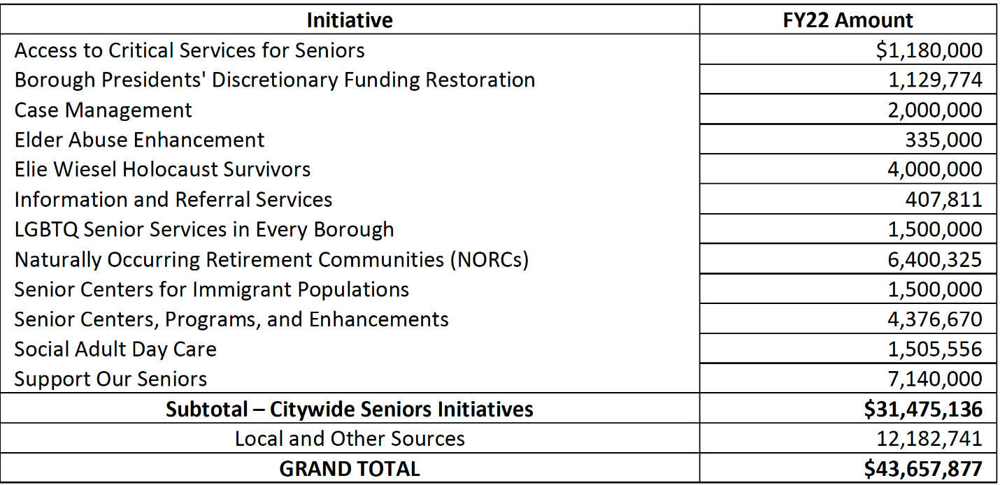 Initiative FY22 Amount
Access to Critical Services for Seniors $1,180,000
Borough Presidents' Discretionary Funding Restoration 1,129,774
Case Management 2,000,000
Elder Abuse Enhancement 335,000
Elie Wiesel Holocaust Survivors 4,000,000
Information and Referral Services 407,811
LGBTQ Senior Services in Every Borough 1,500,000
Naturally Occurring Retirement Communities (NORCs) 6,400,325
Senior Centers for Immigrant Populations 1,500,000
Senior Centers, Programs, and Enhancements 4,376,670
Social Adult Day Care 1,505,556
Support Our Seniors 7,140,000
Subtotal – Citywide Seniors Initiatives $31,475,136
Local and Other Sources 12,182,741
GRAND TOTAL $43,657,877